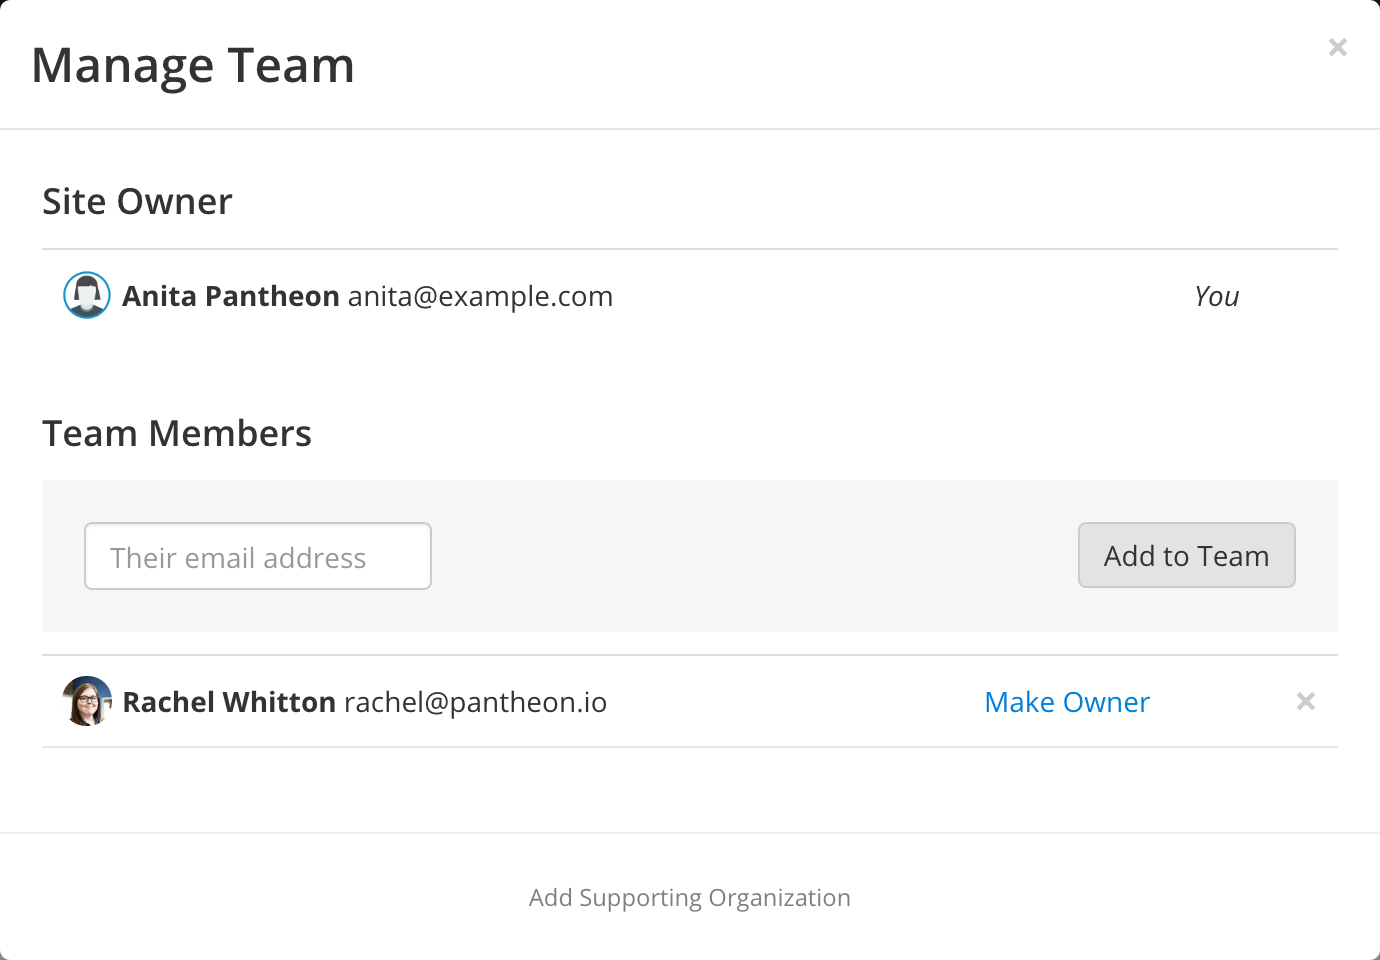 Manage Team
Site Owner
Anita Pantheon anita@example.com You
Team Members
Their email address Add to Team
Rachel Whitton rachel@pantheon.io Make Owner
Add Supporting Organization